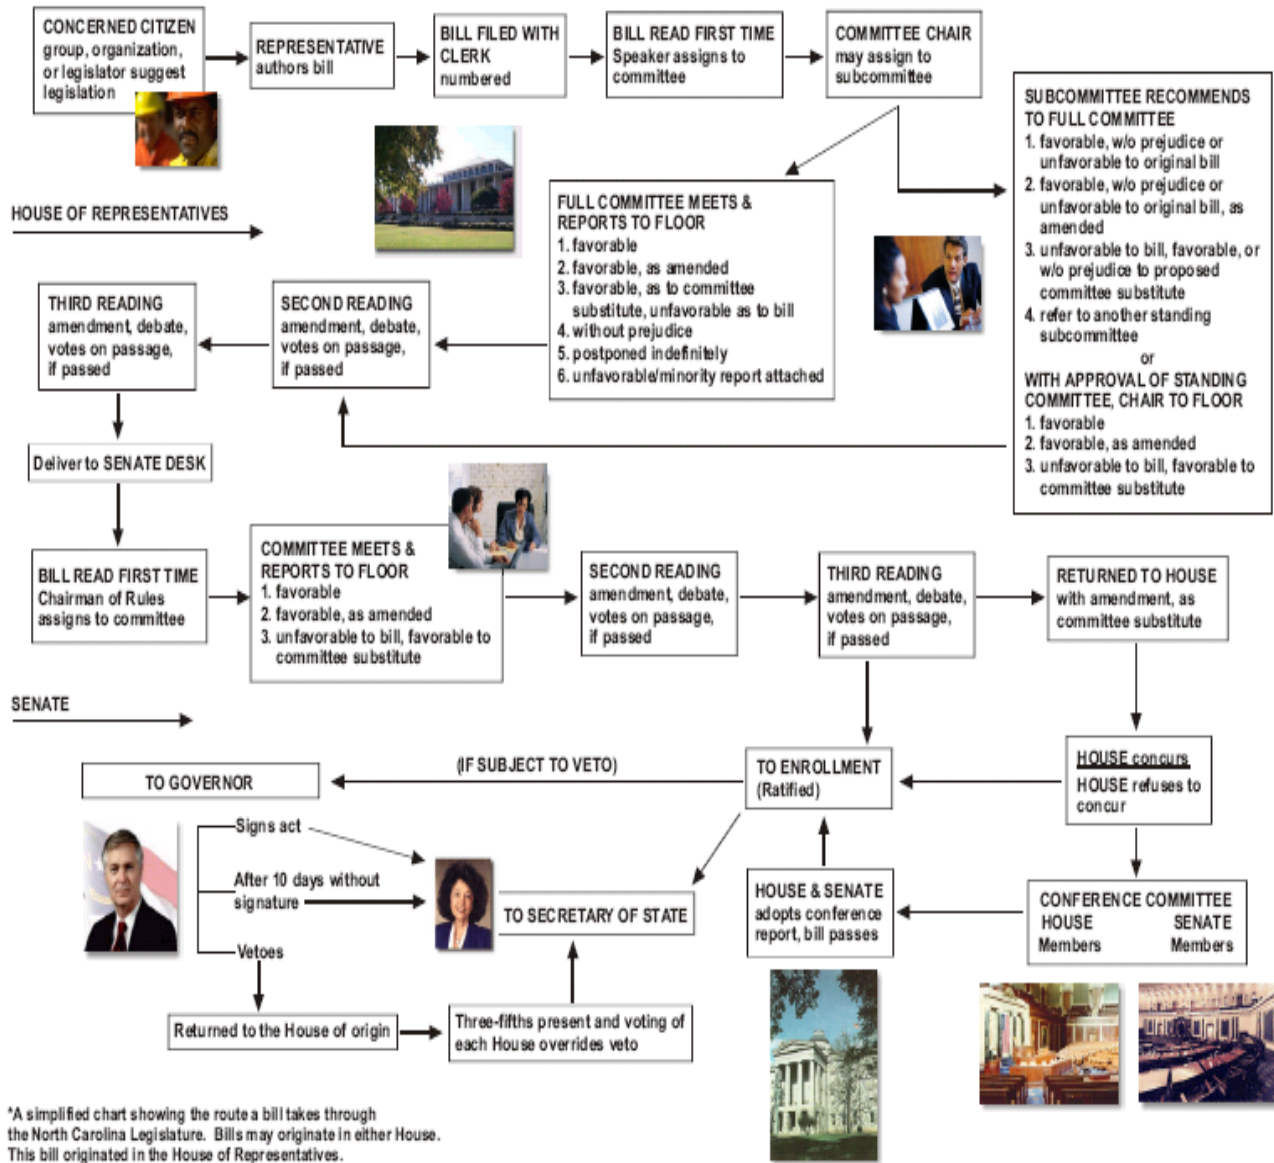 CONCERNED CITIZEN
group, organization,
or legislator suggest
legislation
REPRESENTATIVE
authors bill
BILL FILED WITH
CLERK
numbered
BILL READ FIRST TIME
Speaker assigns to
committee
COMMITTEE CHAIR
may assign to
subcommittee
SUBCOMMITTEE RECOMMENDS
TO FULL COMMITTEE
1. favorable, w/o prejudice or
unfavorable to original bill
2. favorable, w/o prejudice or
unfavorable to original bill, as
amended
3. unfavorable to bill, favorable, or
w/o prejudice to proposed
committee substitute
4. refer to another standing
subcommittee
or
WITH APPROVAL OF STANDING
COMMITTEE, CHAIR TO FLOOR
1. favorable
2. favorable, as amended
3. unfavorable to bill, favorable to
committee substitute
HOUSE OF REPRESENTATIVES
FULL COMMITTEE MEETS &
REPORTS TO FLOOR
1. favorable
2. favorable, as amended
3. favorable, as to committee
substitute, unfavorable as to bill
4. without prejudice
5. postponed indefinitely
6. unfavorable/minority report attached
SECOND READING
amendment, debate,
votes on passage,
if passed
THIRD READING
amendment, debate,
votes on passage,
if passed
Deliver to SENATE DESK
BILL READ FIRST TIME
Chairman of Rules
assigns to committee
COMMITTEE MEETS &
REPORTS TO FLOOR
1. favorable
2. favorable, as amended
3. unfavorable to bill, favorable to
committee substitute
SECOND READING
amendment, debate,
votes on passage,
if passed
THIRD READING
amendment, debate,
votes on passage,
if passed
RETURNED TO HOUSE
with amendment, as
committee substitute
SENATE
HOUSE concurs
HOUSE refuses to
concur
TO ENROLLMENT
(Ratified)
(IF SUBJECT TO VETO)
TO GOVERNOR
Signs act
After 10 days without
signature
Vetoes
TO SECRETARY OF STATE
HOUSE & SENATE
adopts conference
report, bill passes
CONFERENCE COMMITTEE
HOUSE SENATE
Members Members
Returned to the House of origin
Three-fifths present and voting of
each House overrides veto
*A simplified chart showing the route a bill takes through
the North Carolina Legislature. Bills may originate in either House.
This bill originated in the House of Representatives.